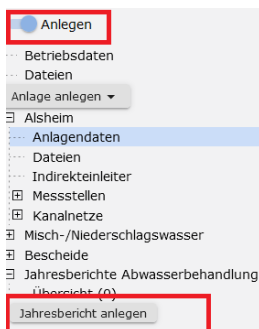 Anlegen
Betriebsdaten
Dateien
Anlage anlegen
Alsheim
Anlagendaten
Dateien
Indirekteinleiter
Messstellen
Kanalnetze
Misch-/Niederschlagswasser
Bescheide
Jahresberichte Abwasserbehandlung
Übersicht (0)
Jahresbericht anlegen